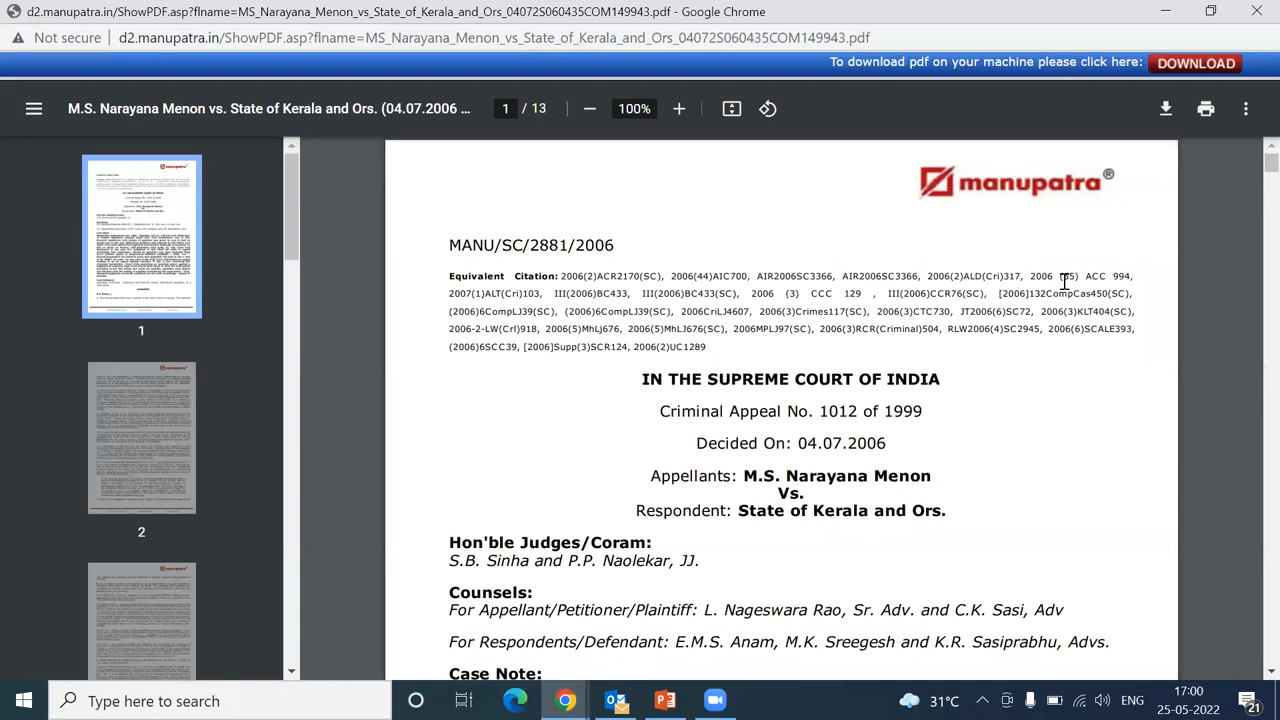 d2.manupatra.in/ShowPDF.asp?flname=MS_Narayana_Menon_vs_State_of_Kerala_and_Ors_04072S060435COM149943.pdf - Google Chrome
Not secure d2.manupatra.in/ShowPDF.asp?flname=MS_Narayana_Menon_vs_State_of_Kerala_and_Ors_04072S060435COM149943.pdf
To download pdf on your machine please click here: DOWNLOAD
M.S. Narayana Menon vs. State of Kerala and Ors. (04.07.2006 ... 1 / 13 100%
manupatra®
MANU/SC/2881/2006
Equivalent Citation: 2006(2)ACR2170(SC), 2006(44)AIC700, AIR2006SC3366, AIR2006SC3366, 2006(2)ALD(Cri)317, 2006 ACC 994,
III(2006)BC433(SC), 2006 (3) CCC 129 , III(2006)CCR76(SC), [2006]132CompCas450(SC),
(2006)6CompLJ39(SC), (2006)6CompLJ39(SC), 2006CriLJ4607, 2006(3)Crimes117(SC), 2006(3)CTC730, JT2006(6)SC72, 2006(3)KLT404(SC),
2006-2-LW(Crl)918, 2006(5)MhLj676, 2006(5)MhLJ676(SC), 2006MPLJ97(SC), 2006(3)RCR(Criminal)504, RLW2006(4)SC2945, 2006(6)SCALE393,
(2006)6SCC39, [2006]Supp(3)SCR124, 2006(2)UC1289
IN THE SUPREME COURT OF INDIA
Criminal Appeal No. 1012 of 1999
Decided On: 04.07.2006
Appellants: M.S. Narayana Menon
Vs.
Respondent: State of Kerala and Ors.
Hon'ble Judges/Coram:
S.B. Sinha and P.P. Naolekar, JJ.
Counsels:
For Appellant/Petitioner/Plaintiff: L. Nageswara Rao, Sr. Adv. and C.K. Sasi, Adv
For Respondents/Defendant: E.M.S. Anam, M.K. Sreegesh and K.R. Sasiprabhu, Advs.
Case Note:
1
2
Type here to search
31°C
ENG
17:00
25-05-2022
21